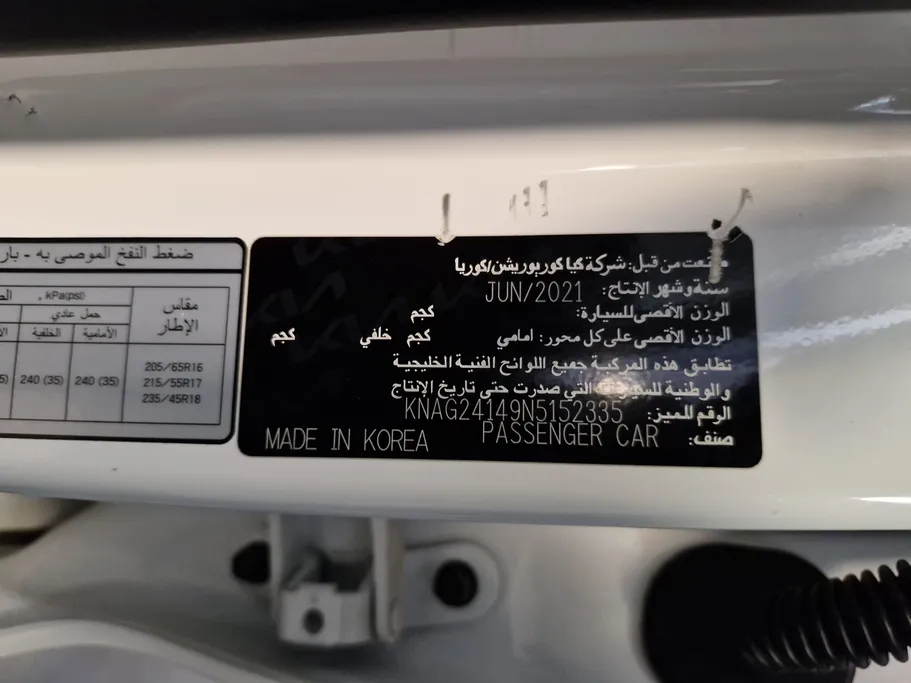 ضغط النفخ الموصى به - بار
kPa(psi),
مقاس الإطار
حمل عادي
الأمامية
الخلفية
205/65R16
215/55R17
235/45R18
240 (35)
240 (35)
صنعت من قبل: شركة كيا كوربوريشن/كوريا
سنة وشهر الإنتاج: JUN/2021
الوزن الأقصى للسيارة: كجم
الوزن الأقصى على كل محور: امامي كجم خلفي كجم
تطابق هذه المركبة جميع اللوائح الفنية الخليجية
والوطنية للسيارات التي صدرت حتى تاريخ الإنتاج
الرقم المميز: KNAG24149N5152335
صنف: PASSENGER CAR
MADE IN KOREA